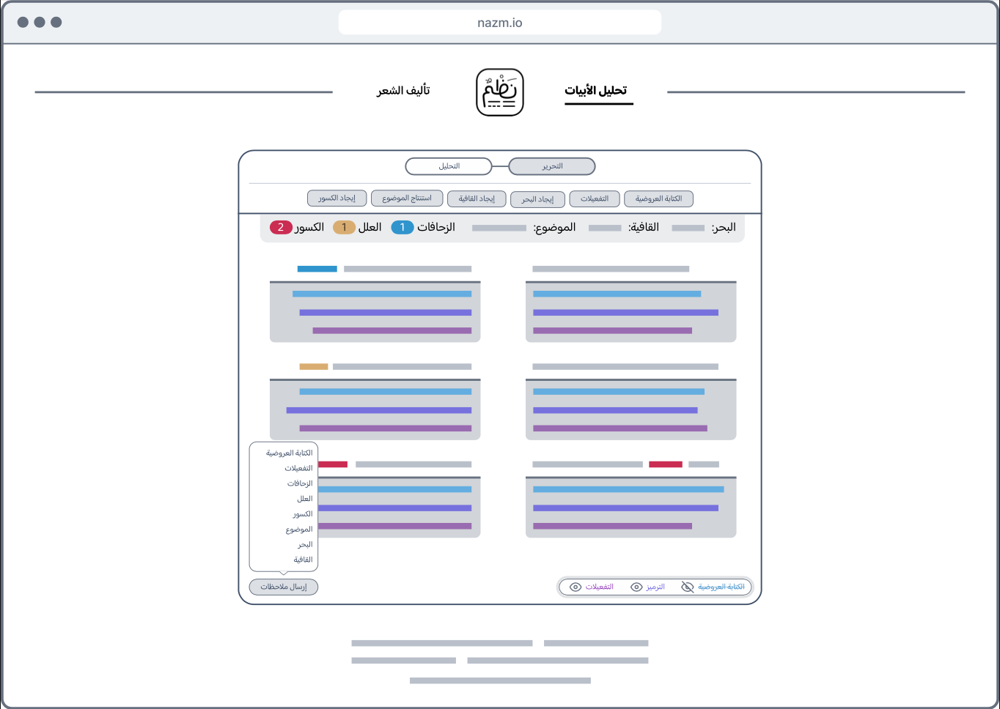 nazm.io
تحليل الأبيات
نَظْمٌ
تأليف الشعر
التحرير
التحليل
الكتابة العروضية
التفعيلات
إيجاد البحر
إيجاد القافية
استنتاج الموضوع
إيجاد الكسور
البحر:
القافية:
الموضوع:
الزحافات 1
العلل 1
الكسور 2
الكتابة العروضية
التفعيلات
الزحافات
العلل
الكسور
الموضوع
البحر
القافية
الكتابة العروضية
الترميز
التفعيلات
إرسال ملاحظات